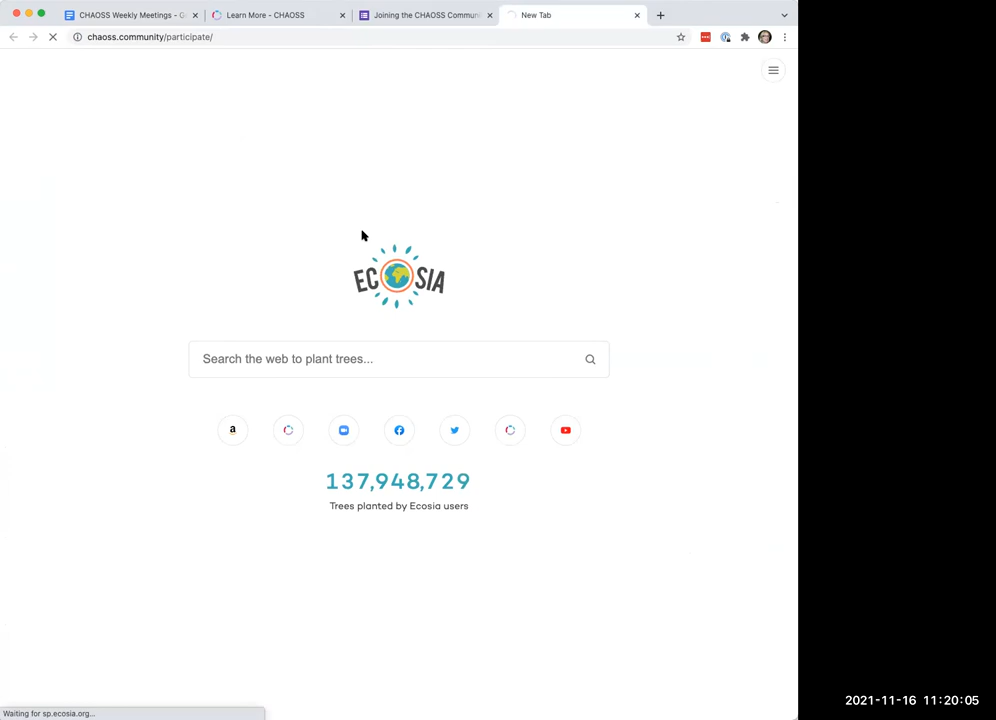 CHAOSS Weekly Meetings - G
Learn More - CHAOSS
Joining the CHAOSS Commun
New Tab
chaoss.community/participate/
ECOSIA
Search the web to plant trees...
137,948,729
Trees planted by Ecosia users
Waiting for sp.ecosia.org...
2021-11-16 11:20:05